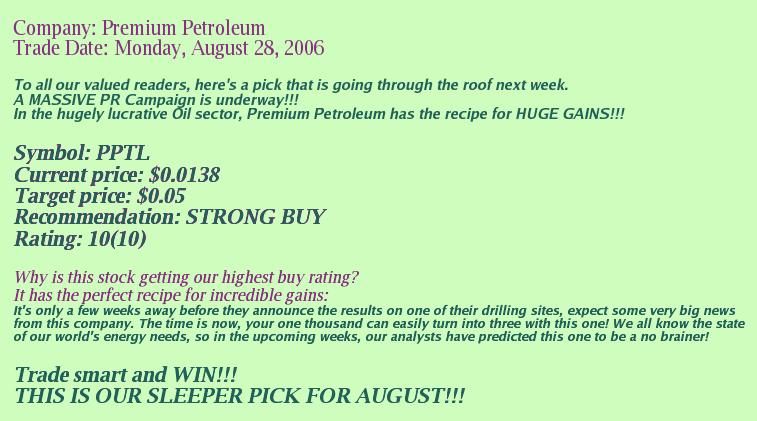 Company: Premium Petroleum
Trade Date: Monday, August 28, 2006
To all our valued readers, here's a pick that is going through the roof next week.
A MASSIVE PR Campaign is underway!!!
In the hugely lucrative Oil sector, Premium Petroleum has the recipe for HUGE GAINS!!!
Symbol: PPTL
Current price: $0.0138
Target price: $0.05
Recommendation: STRONG BUY
Rating: 10(10)
Why is this stock getting our highest buy rating?
It has the perfect recipe for incredible gains:
It's only a few weeks away before they announce the results on one of their drilling sites, expect some very big news
from this company. The time is now, your one thousand can easily turn into three with this one! We all know the state
of our world's energy needs, so in the upcoming weeks, our analysts have predicted this one to be a no brainer!
Trade smart and WIN!!!
THIS IS OUR SLEEPER PICK FOR AUGUST!!!